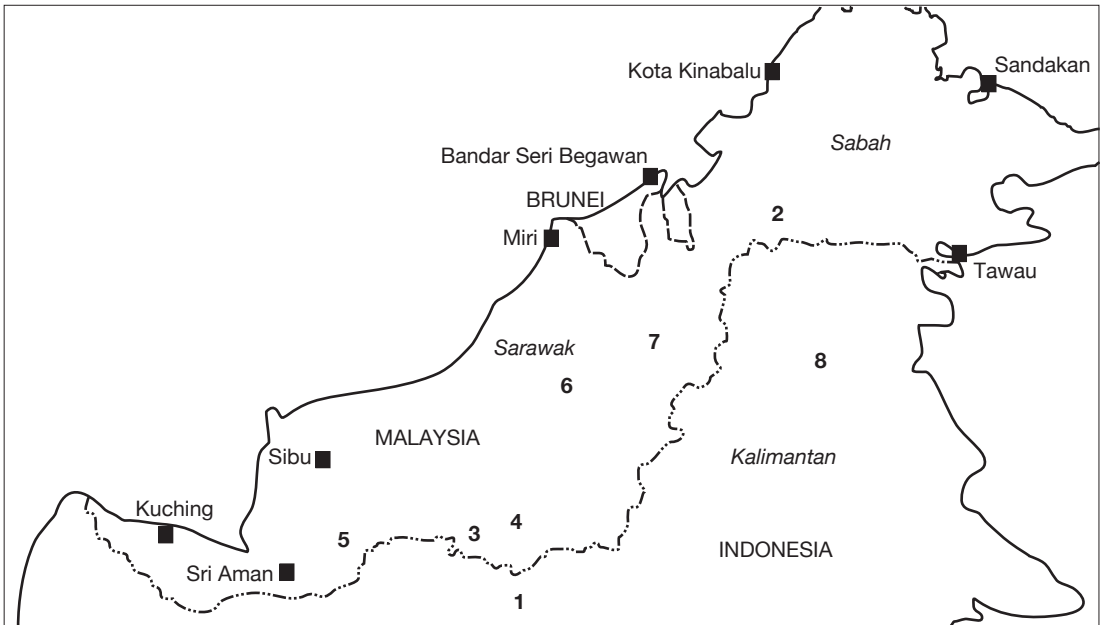 Kota Kinabalu
Sandakan
Sabah
Bandar Seri Begawan
BRUNEI
2
Miri
Tawau
Sarawak
7
8
6
MALAYSIA
Sibu
Kalimantan
Kuching
5
3
4
INDONESIA
Sri Aman
1